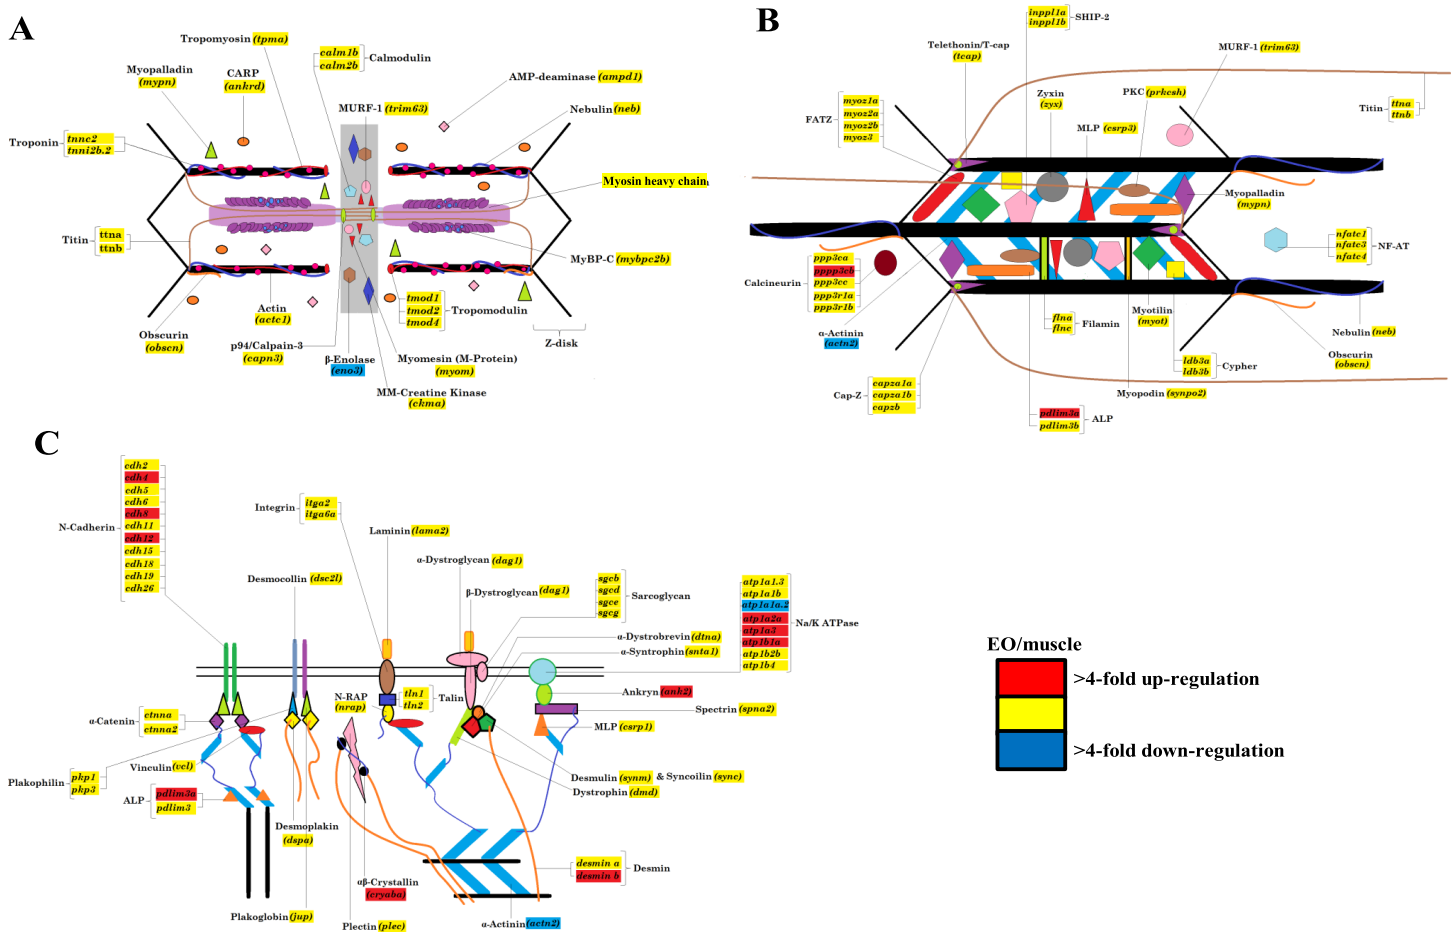 A
Tropomyosin (tpma)
Myopalladin
(mypn)
CARP
(ankrd)
calm1b
calm2b
Calmodulin
AMP-deaminase (ampd1)
MURF-1 (trim63)
Nebulin (neb)
Troponin
tnnc2
tnni2b.2
Myosin heavy chain
Titin
ttna
ttnb
MyBP-C (mybpc2b)
Actin
(actc1)
tmod1
tmod2
tmod4
Tropomodulin
Obscurin
(obscn)
p94/Calpain-3
(capn3)
β-Enolase
(eno3)
Myomesin (M-Protein)
(myom)
Z-disk
MM-Creatine Kinase
(ckma)
B
inppl1a
inppl1b
SHIP-2
Telethonin/T-cap
(tcap)
MURF-1 (trim63)
FATZ
myoz1a
myoz2a
myoz2b
myoz3
Zyxin
(zyx)
PKC (prkcsh)
MLP (csrp3)
Titin
ttna
ttnb
Myopalladin
(mypn)
nfatc1
nfatc3
nfatc4
NF-AT
Calcineurin
ppp3ca
pppp3cb
ppp3cc
ppp3r1a
ppp3r1b
α-Actinin
(actn2)
flna
flnc
Filamin
Myotilin
(myot)
Nebulin (neb)
Obscurin
(obscn)
ldb3a
ldb3b
Cypher
Cap-Z
capza1a
capza1b
capzb
Myopodin (synpo2)
pdlim3a
pdlim3b
ALP
C
N-Cadherin
cdh2
cdh4
cdh5
cdh6
cdh8
cdh11
cdh12
cdh15
cdh18
cdh19
cdh26
Integrin
itga2
itga6a
Laminin (lama2)
Desmocollin (dsc2l)
α-Dystroglycan (dag1)
β-Dystroglycan (dag1)
sgcb
sgcd
sgce
sgcg
Sarcoglycan
atp1a1.3
atp1a1b
atp1a1a.2
atp1a2a
atp1a3
atp1b1a
atp1b2b
atp1b4
Na/K ATPase
α-Dystrobrevin (dtna)
α-Syntrophin (snta1)
N-RAP
(nrap)
tln1
tln2
Talin
Ankryn (ank2)
Spectrin (spna2)
MLP (csrp1)
α-Catenin
ctnna
ctnna2
Vinculin (vcl)
Plakophilin
pkp1
pkp3
ALP
pdlim3a
pdlim3
Desmulin (synm) & Syncoilin (sync)
Dystrophin (dmd)
Desmoplakin
(dspa)
αβ-Crystallin
(cryaba)
desmin a
desmin b
Desmin
Plakoglobin (jup)
Plectin (plec)
α-Actinin (actn2)
EO/muscle
>4-fold up-regulation
>4-fold down-regulation